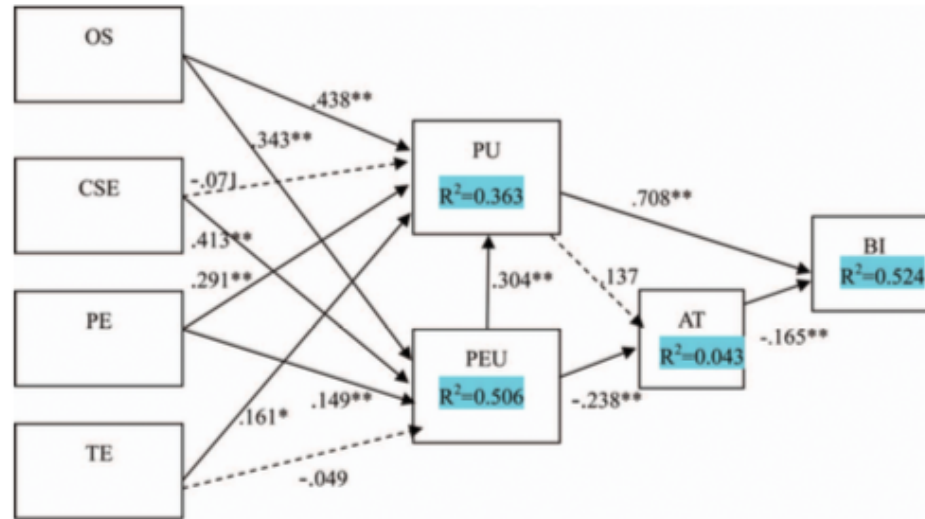 OS
.438**
.343**
PU
R²=0.363
CSE
-.071
.708**
BI
R²=0.524
.413**
.291**
.304**
.137
PE
AT
R²=0.043
-.165**
PEU
R²=0.506
.149**
-.238**
.161*
TE
-.049